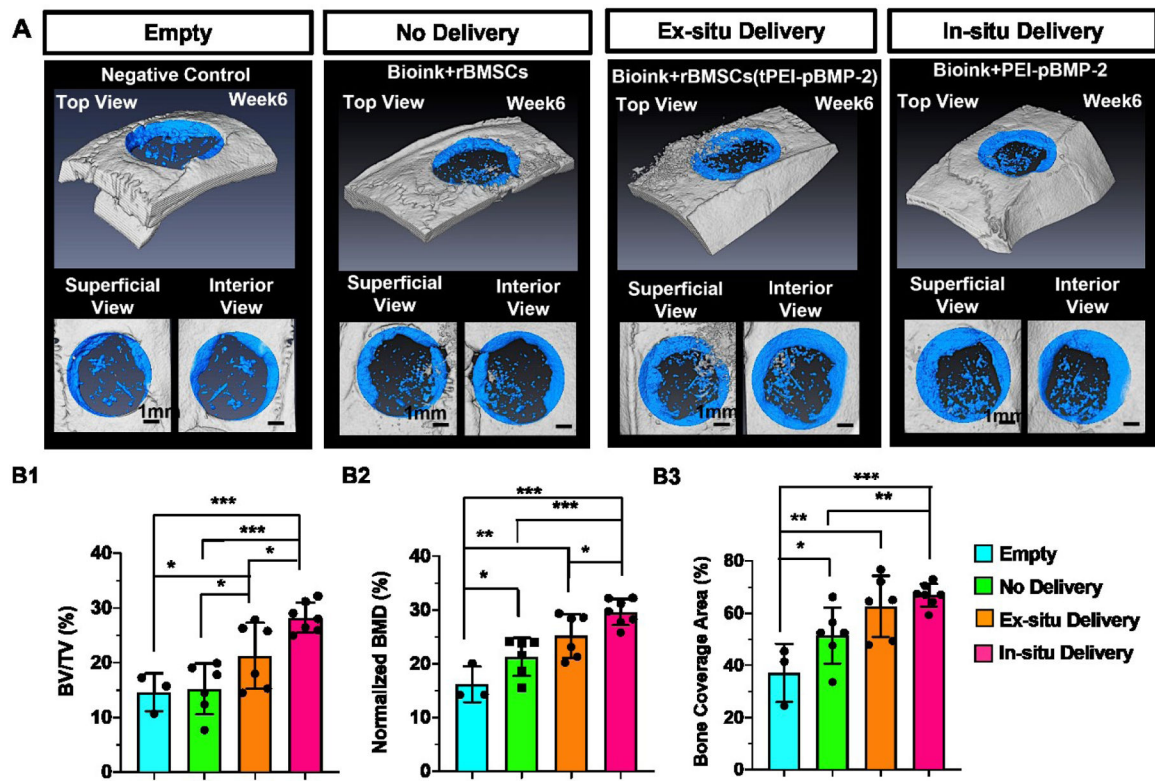 A
Empty
No Delivery
Ex-situ Delivery
In-situ Delivery
Negative Control
Top View Week6
Superficial View
Interior View
1mm
Bioink+rBMSCs
Top View Week6
Superficial View
Interior View
1mm
Bioink+rBMSCs(tPEI-pBMP-2)
Top View Week6
Superficial View
Interior View
1mm
Bioink+PEI-pBMP-2
Top View Week6
Superficial View
Interior View
1mm
B1
***
***
*
*
*
BV/TV (%)
40
30
20
10
0
B2
***
***
**
*
*
Normalized BMD (%)
40
30
20
10
0
B3
***
**
**
*
Bone Coverage Area (%)
80
60
40
20
0
Empty
No Delivery
Ex-situ Delivery
In-situ Delivery